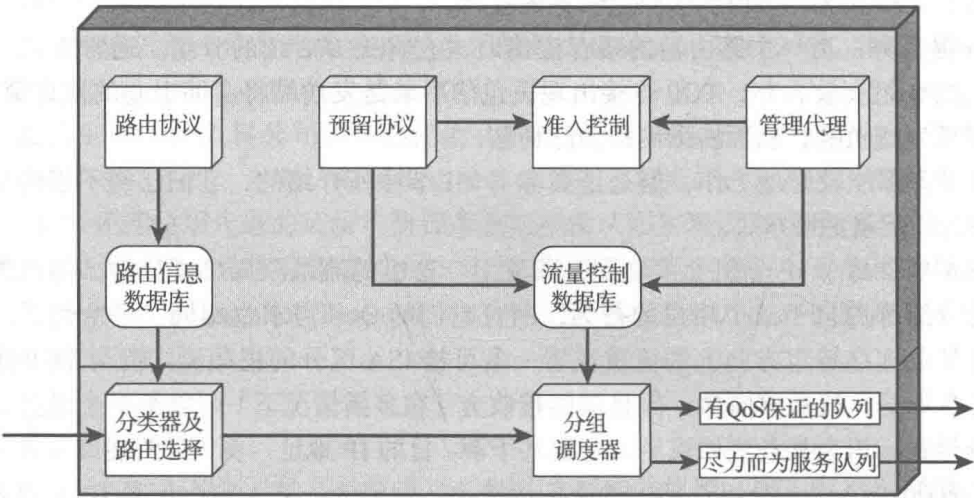 路由协议
预留协议
准人控制
管理代理
路由信息
数据库
流量控制
数据库
分类器及
路由选择
分组
调度器
有QoS保证的队列
尽力而为服务队列